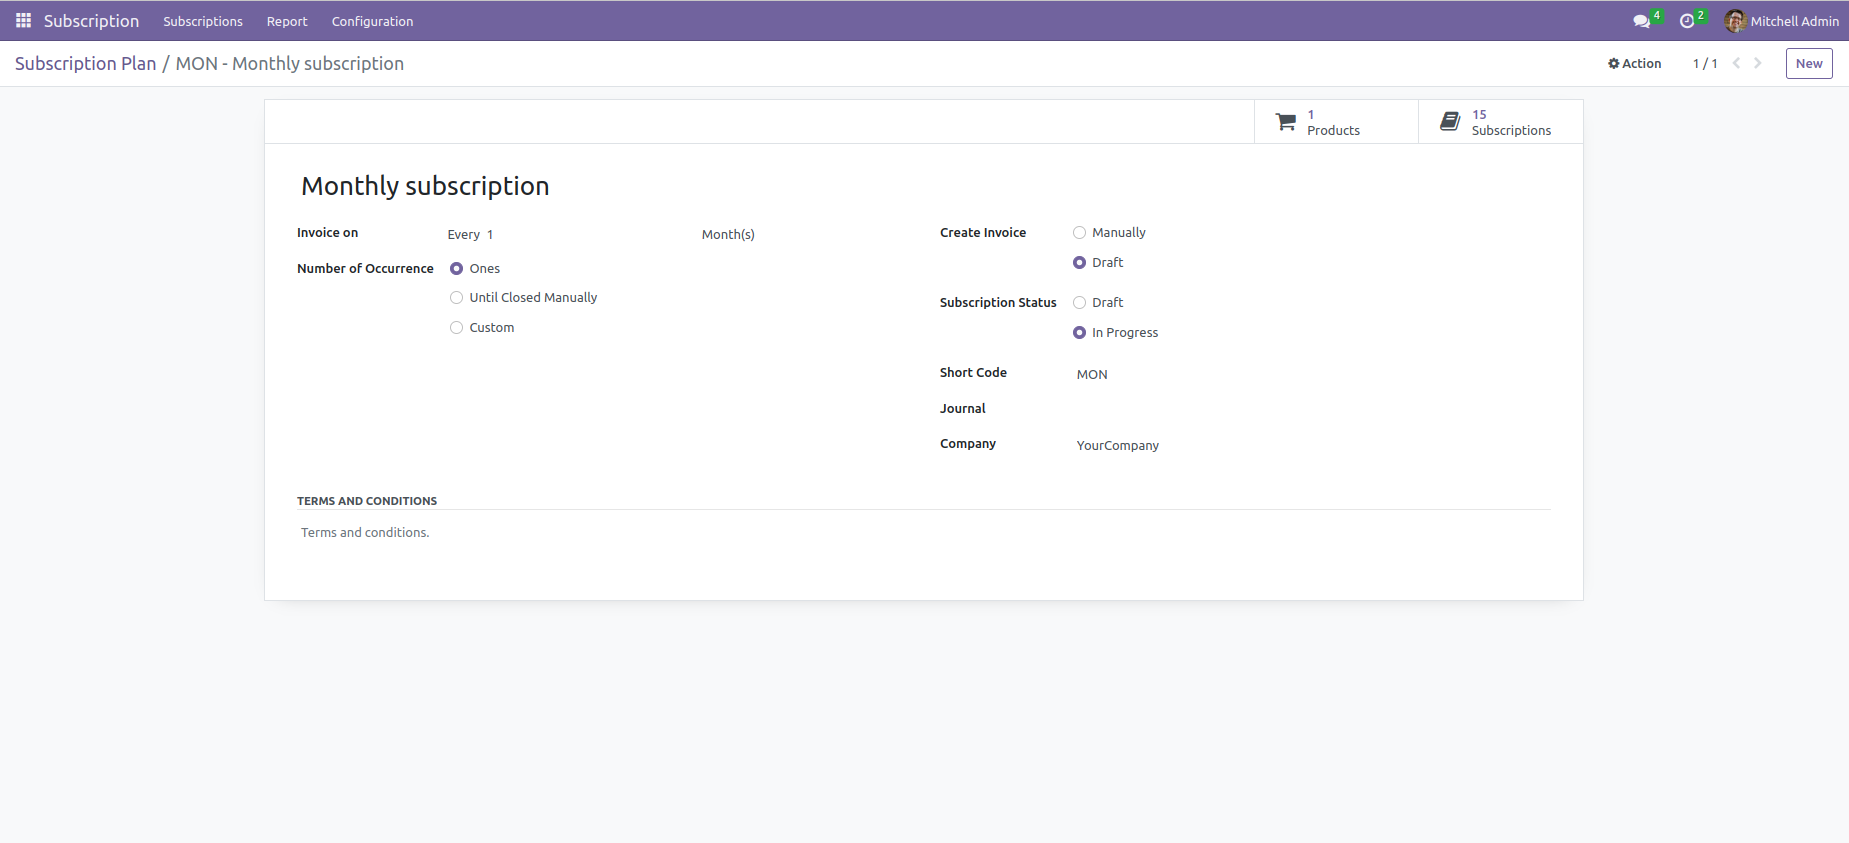 Subscription Subscriptions Report Configuration 4 2 Mitchell Admin
Subscription Plan / MON - Monthly subscription Action 1 / 1 New
1 Products
15 Subscriptions
Monthly subscription
Invoice on Every 1 Month(s)
Number of Occurrence Ones
Until Closed Manually
Custom
Create Invoice Manually
Draft
Subscription Status Draft
In Progress
Short Code MON
Journal
Company YourCompany
TERMS AND CONDITIONS
Terms and conditions.